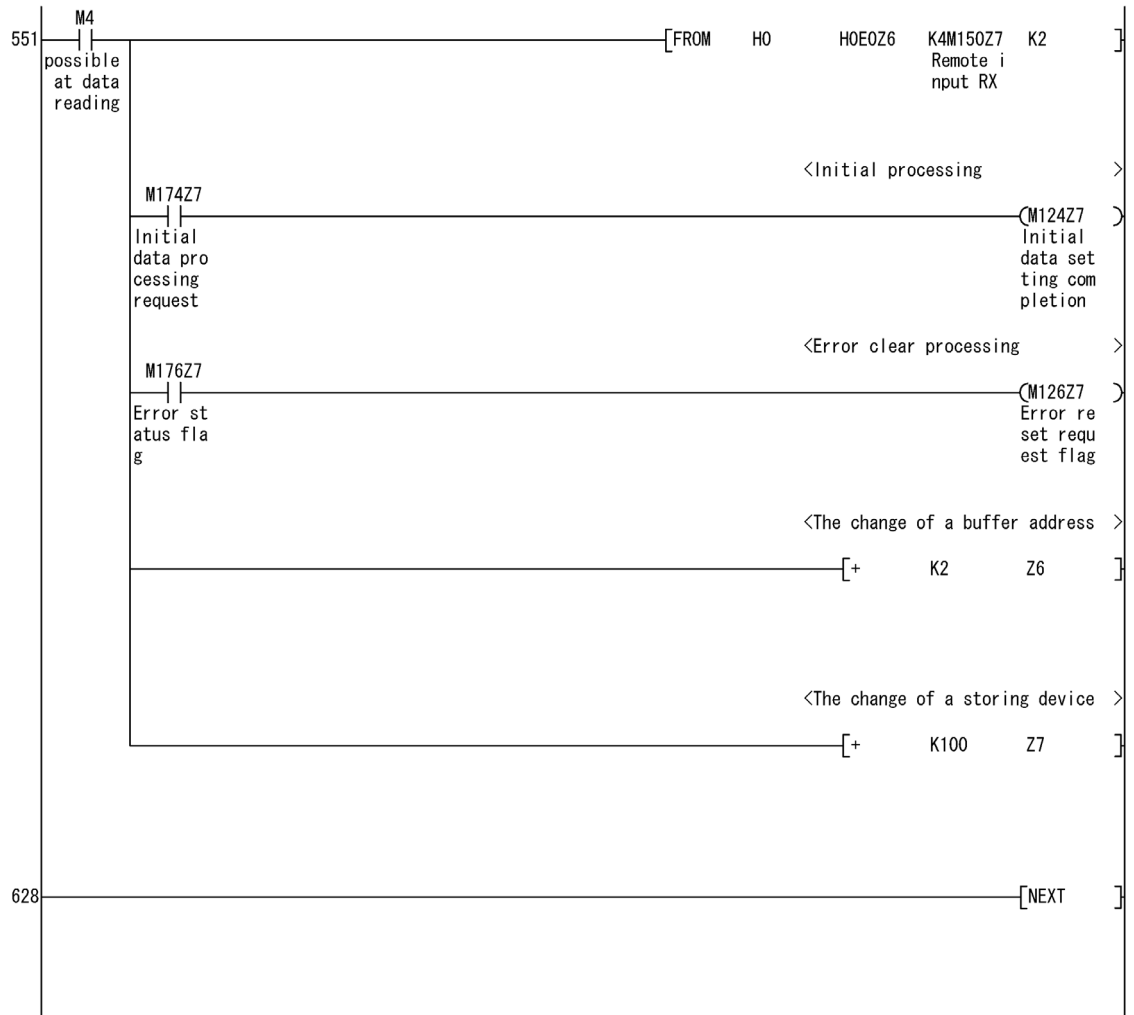 M4
551 [FROM H0 H0E0Z6 K4M150Z7 K2 ]
possible
at data
reading
Remote i
nput RX
<Initial processing >
M174Z7
(M124Z7 )
Initial
data pro
cessing
request
Initial
data set
ting com
pletion
<Error clear processing >
M176Z7
(M126Z7 )
Error st
atus fla
g
Error re
set requ
est flag
<The change of a buffer address >
[+ K2 Z6 ]
<The change of a storing device >
[+ K100 Z7 ]
628 [NEXT ]